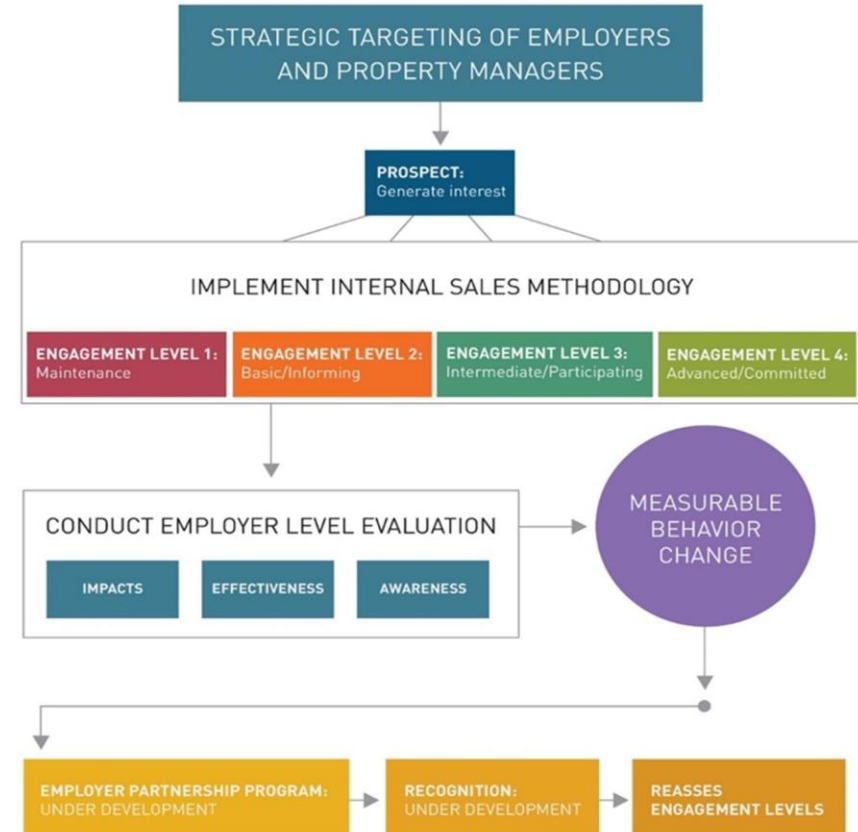 STRATEGIC TARGETING OF EMPLOYERS
AND PROPERTY MANAGERS
PROSPECT:
Generate interest
IMPLEMENT INTERNAL SALES METHODOLOGY
ENGAGEMENT LEVEL 1:
Maintenance
ENGAGEMENT LEVEL 2:
Basic/Informing
ENGAGEMENT LEVEL 3:
Intermediate/Participating
ENGAGEMENT LEVEL 4:
Advanced/Committed
CONDUCT EMPLOYER LEVEL EVALUATION
IMPACTS
EFFECTIVENESS
AWARENESS
MEASURABLE
BEHAVIOR
CHANGE
EMPLOYER PARTNERSHIP PROGRAM:
UNDER DEVELOPMENT
RECOGNITION:
UNDER DEVELOPMENT
REASSES
ENGAGEMENT LEVELS